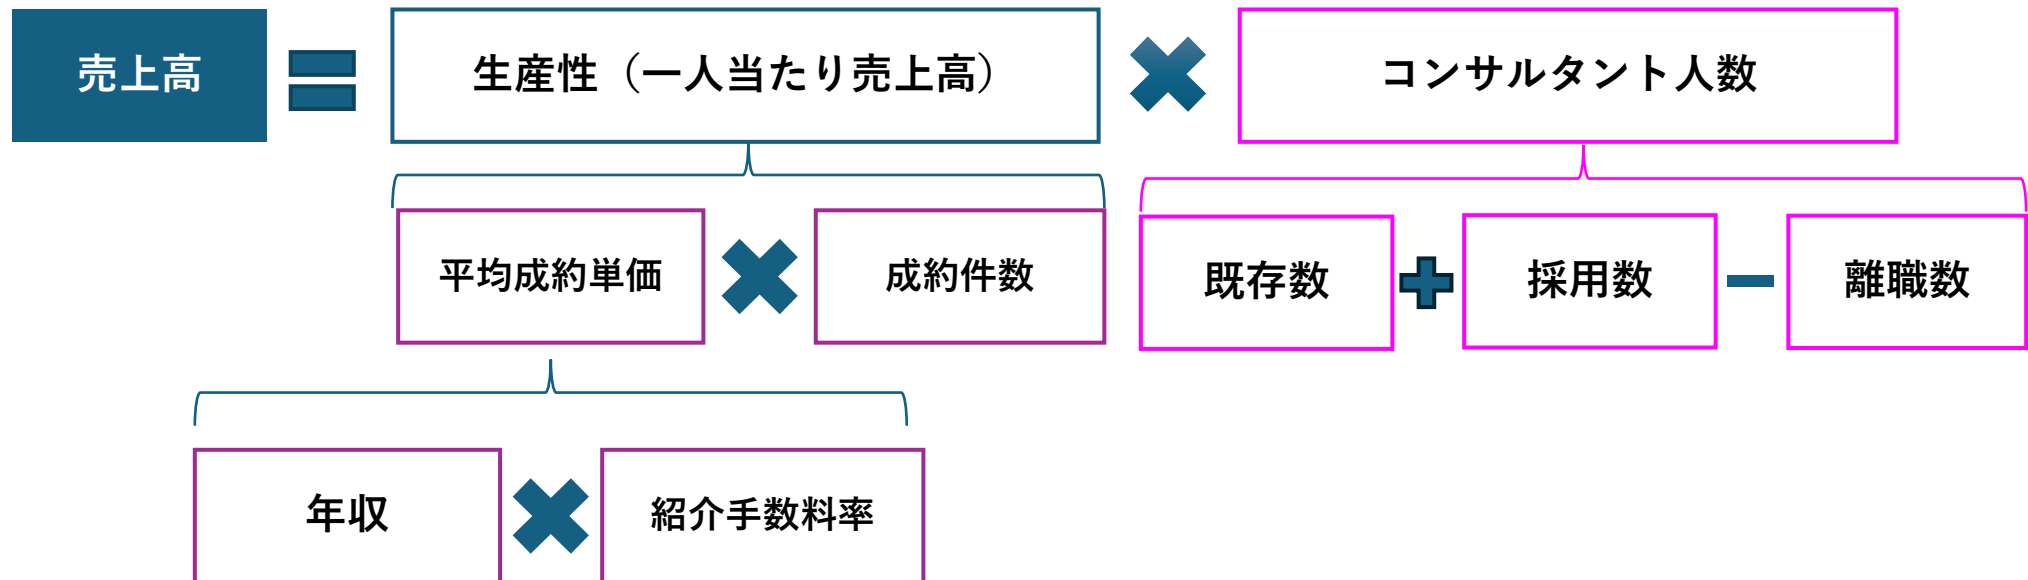 売上高
生産性（一人当たり売上高）
コンサルタント人数
平均成約単価
成約件数
既存数
採用数
離職数
年収
紹介手数料率